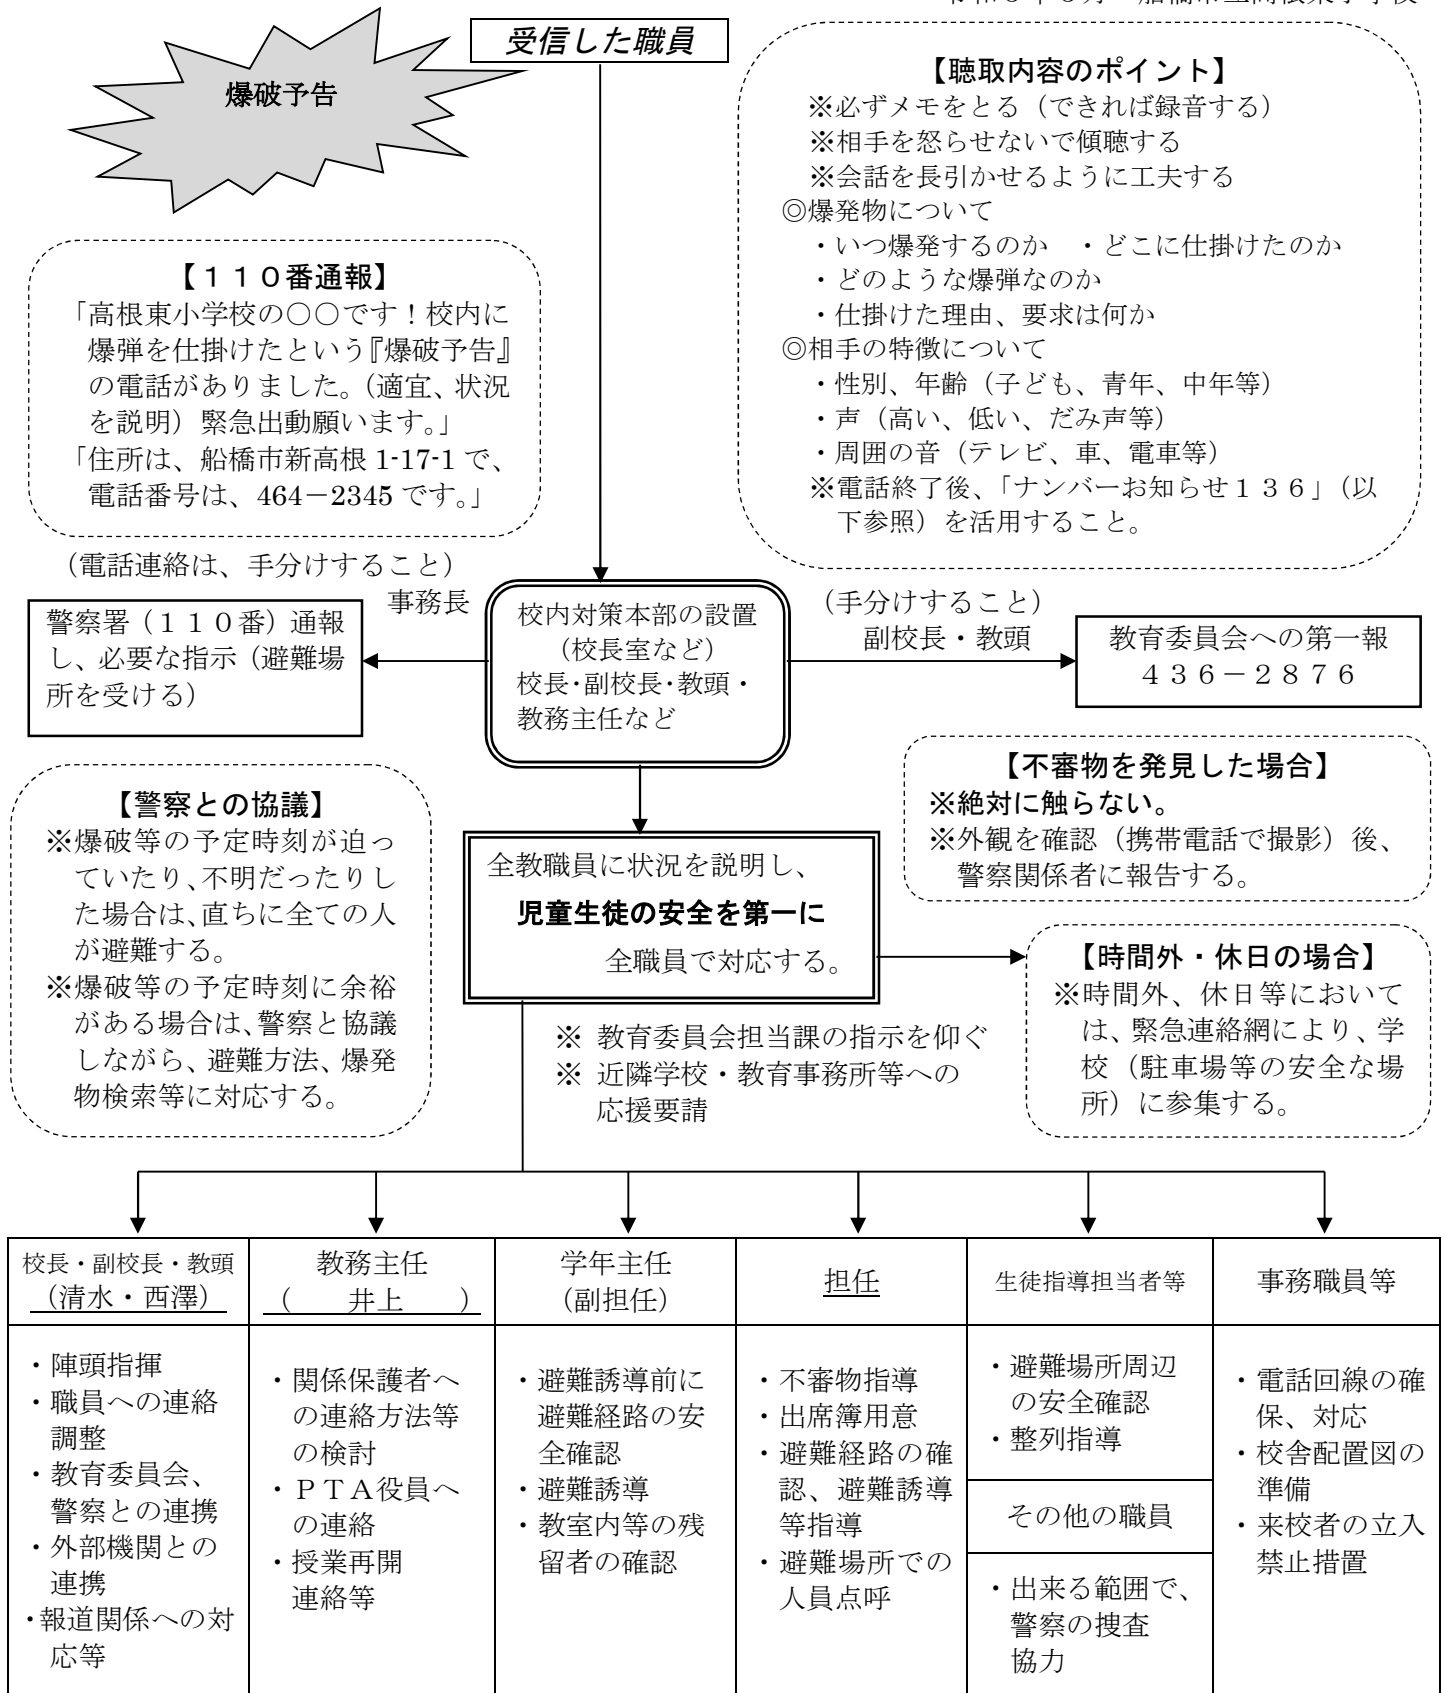 受信した職員
爆破予告
【聴取内容のポイント】
※必ずメモをとる（できれば録音する）
※相手を怒らせないで傾聴する
※会話を長引かせるように工夫する
◎爆発物について
・いつ爆発するのか　・どこに仕掛けたのか
・どのような爆弾なのか
・仕掛けた理由、要求は何か
◎相手の特徴について
・性別、年齢（子ども、青年、中年等）
・声（高い、低い、だみ声等）
・周囲の音（テレビ、車、電車等）
※電話終了後、「ナンバーお知らせ１３６」（以
下参照）を活用すること。
【１１０番通報】
「高根東小学校の〇〇です！校内に
爆弾を仕掛けたという『爆破予告』
の電話がありました。（適宜、状況
を説明）緊急出動願います。」
「住所は、船橋市新高根 1-17-1 で、
電話番号は、464－2345 です。」
（電話連絡は、手分けすること）
事務長
警察署（１１０番）通報
し、必要な指示（避難場
所を受ける）
校内対策本部の設置
（校長室など）
校長・副校長・教頭・
教務主任など
（手分けすること）
副校長・教頭
教育委員会への第一報
４３６－２８７６
【警察との協議】
※爆破等の予定時刻が迫っ
ていたり、不明だったりし
た場合は、直ちに全ての人
が避難する。
※爆破等の予定時刻に余裕
がある場合は、警察と協議
しながら、避難方法、爆発
物検索等に対応する。
全教職員に状況を説明し、
児童生徒の安全を第一に
全職員で対応する。
【不審物を発見した場合】
※絶対に触らない。
※外観を確認（携帯電話で撮影）後、
警察関係者に報告する。
【時間外・休日の場合】
※時間外、休日等において
は、緊急連絡網により、学
校（駐車場等の安全な場
所）に参集する。
※ 教育委員会担当課の指示を仰ぐ
※ 近隣学校・教育事務所等への
応援要請
校長・副校長・教頭
（清水・西澤）
・陣頭指揮
・職員への連絡
調整
・教育委員会、
警察との連携
・外部機関との
連携
・報道関係への対
応等
教務主任
（　　井上　　）
・関係保護者へ
の連絡方法等
の検討
・ＰＴＡ役員へ
の連絡
・授業再開
連絡等
学年主任
（副担任）
・避難誘導前に
避難経路の安
全確認
・避難誘導
・教室内等の残
留者の確認
担任
・不審物指導
・出席簿用意
・避難経路の確
認、避難誘導
等指導
・避難場所での
人員点呼
生徒指導担当者等
・避難場所周辺
の安全確認
・整列指導
その他の職員
・出来る範囲で、
警察の捜査
協力
事務職員等
・電話回線の確
保、対応
・校舎配置図の
準備
・来校者の立入
禁止措置